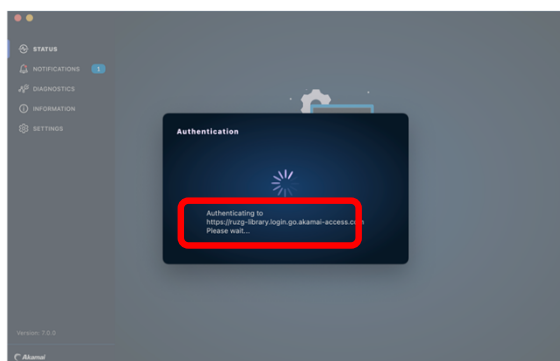 STATUS
NOTIFICATIONS 1
DIAGNOSTICS
INFORMATION
SETTINGS
Authentication
Authenticating to
https://ruzg-library.login.go.akamai-access.com
Please wait...
Version: 7.0.0
Akamai